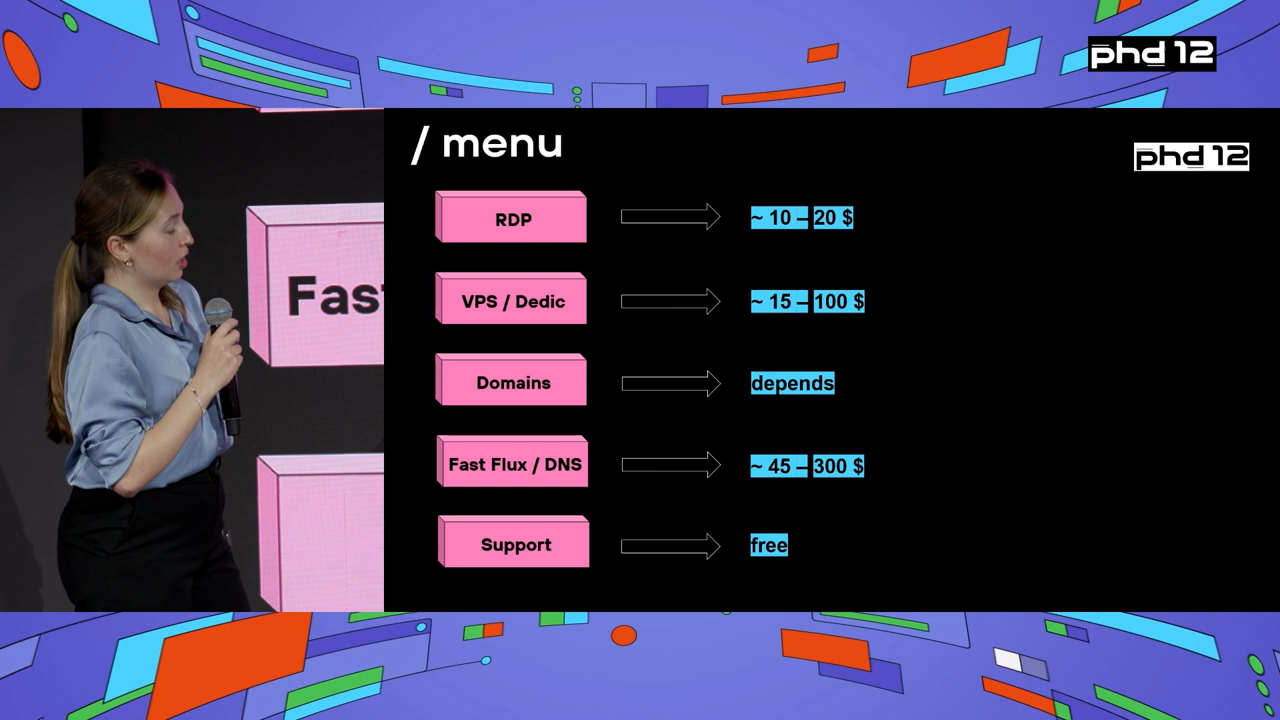 phd 12
/ menu
phd 12
RDP
~ 10 – 20 $
VPS / Dedic
~ 15 – 100 $
Domains
depends
Fast Flux / DNS
~ 45 – 300 $
Support
free
Fast